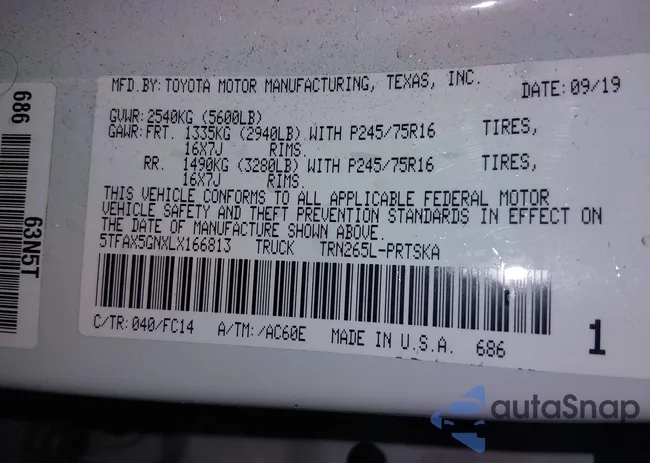 MFD.BY: TOYOTA MOTOR MANUFACTURING, TEXAS, INC. DATE: 09/19
GVWR: 2540KG (5600LB)
GAWR: FRT. 1335KG (2940LB) WITH P245/75R16 TIRES,
16X7J RIMS.
RR. 1490KG (3280LB) WITH P245/75R16 TIRES,
16X7J RIMS.
THIS VEHICLE CONFORMS TO ALL APPLICABLE FEDERAL MOTOR
VEHICLE SAFETY AND THEFT PREVENTION STANDARDS IN EFFECT ON
THE DATE OF MANUFACTURE SHOWN ABOVE.
5TFAX5GNXLX166813 TRUCK TRN265L-PRTSKA
C/TR: 040/FC14 A/TM: /AC60E MADE IN U.S.A. 686 1
686
63N5T
autoSnap